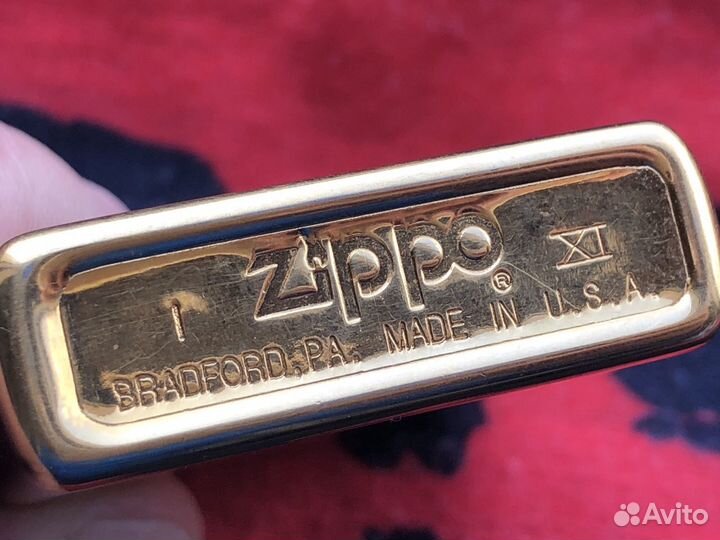 I Zippo ® XI
BRADFORD, PA. MADE IN U.S.A.
Avito